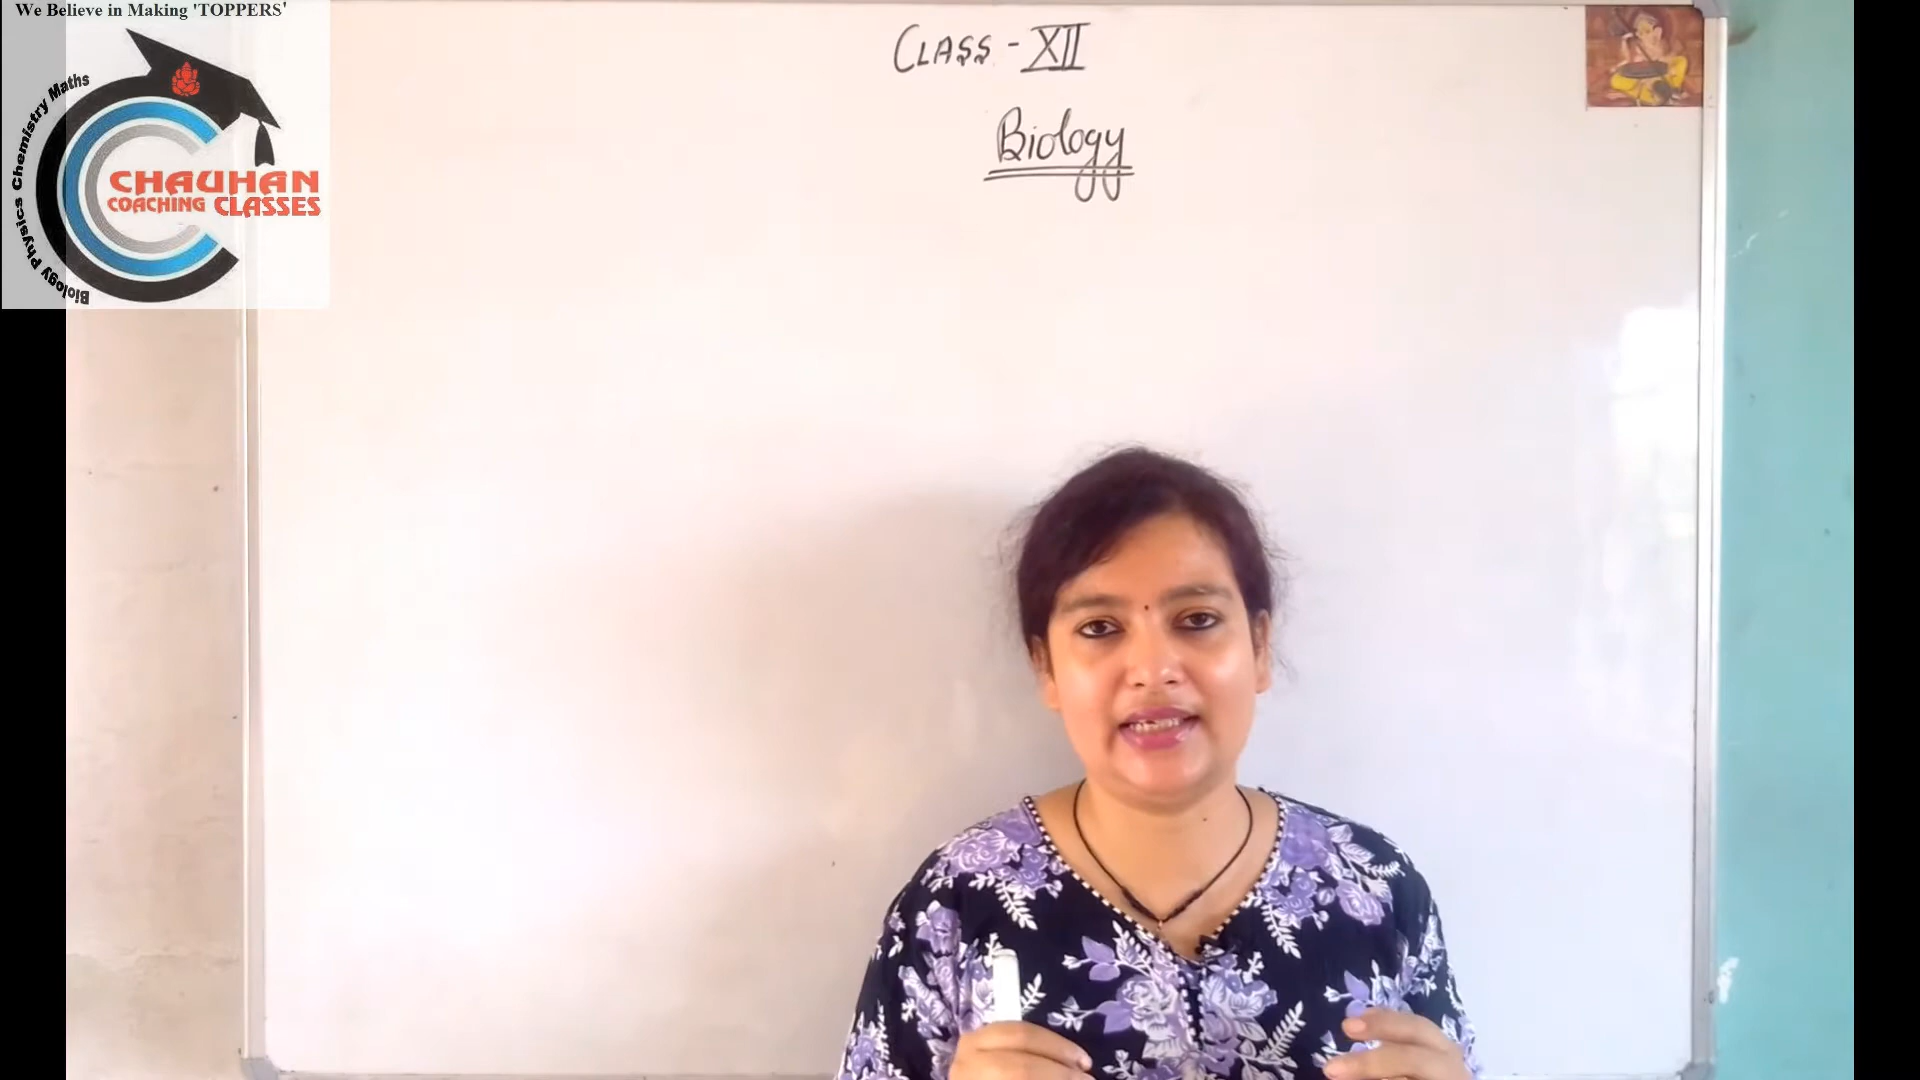 We Believe in Making 'TOPPERS'
Biology Physics Chemistry Maths
CHAUHAN
COACHING CLASSES
CLASS - XII
Biology